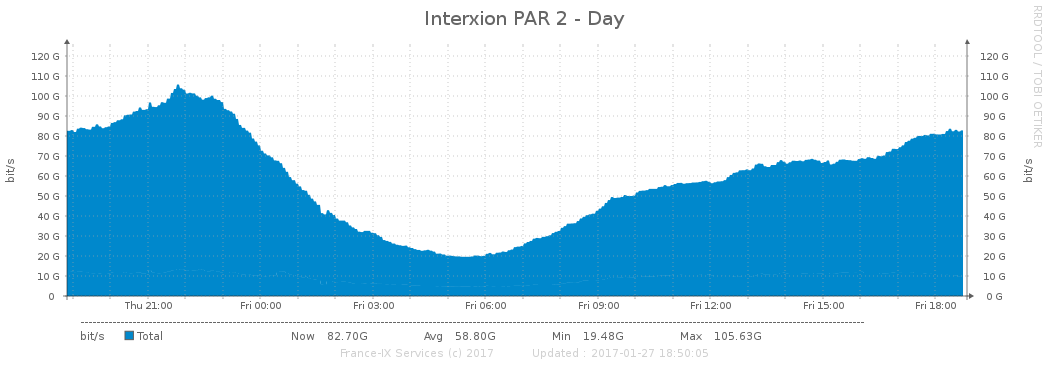 Interxion PAR 2 - Day
RRDTOOL / TOBI OETIKER
bit/s
120 G 120 G
110 G 110 G
100 G 100 G
90 G 90 G
80 G 80 G
70 G 70 G
60 G 60 G
50 G 50 G
40 G 40 G
30 G 30 G
20 G 20 G
10 G 10 G
0 0 G
bit/s
Thu 21:00 Fri 00:00 Fri 03:00 Fri 06:00 Fri 09:00 Fri 12:00 Fri 15:00 Fri 18:00
bit/s Total Now 82.70G Avg 58.80G Min 19.48G Max 105.63G
France-IX Services (c) 2017 Updated : 2017-01-27 18:50:05